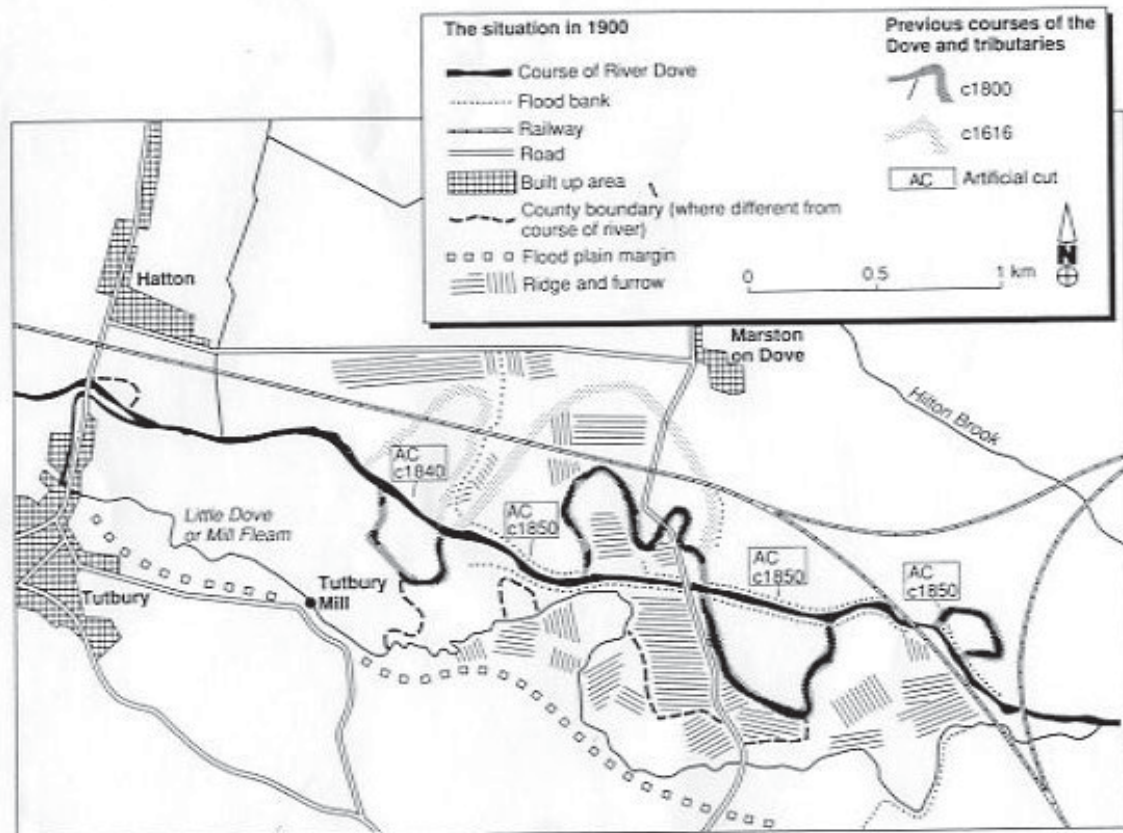 The situation in 1900
Course of River Dove
Flood bank
Railway
Road
Built up area
County boundary (where different from
course of river)
Flood plain margin
Ridge and furrow
Previous courses of the
Dove and tributaries
c1800
c1616
AC Artificial cut
N
0 0.5 1 km
Hatton
Marston
on Dove
Hilton Brook
AC
c1840
AC
c1850
AC
c1850
AC
c1850
Little Dove
or Mill Fleam
Tutbury
Mill
Tutbury